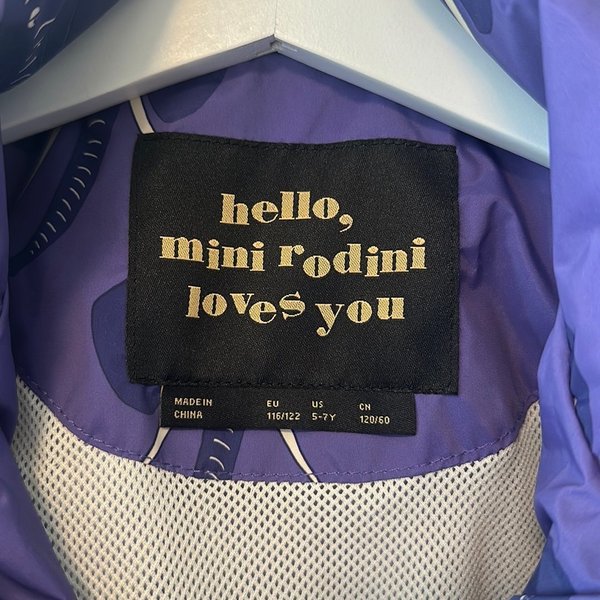 hello,
mini rodini
loves you
MADE IN CHINA
EU 116/122
US 5-7Y
CN 120/60